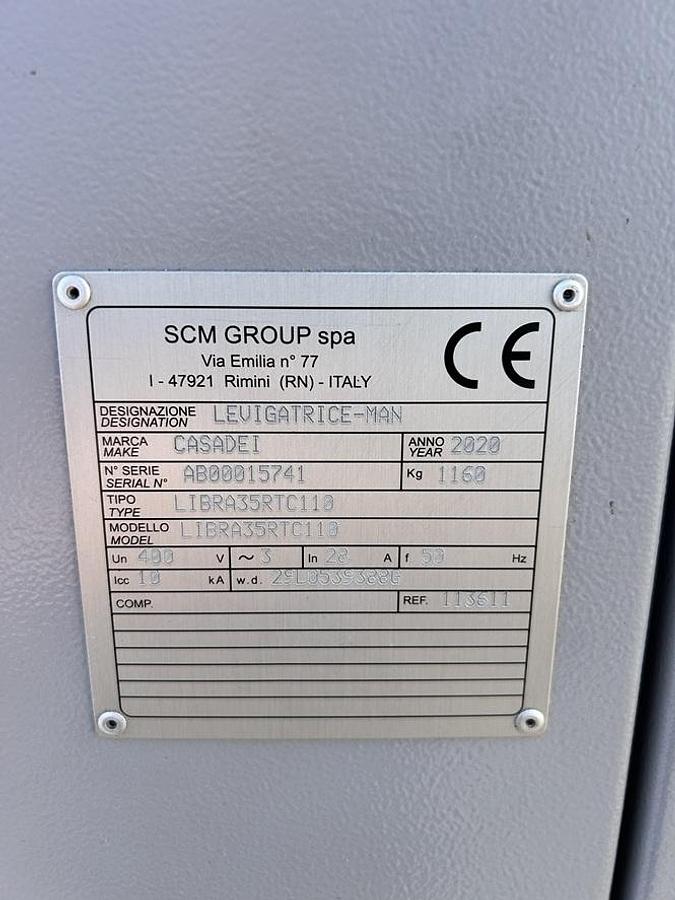 SCM GROUP spa
Via Emilia n° 77
I - 47921 Rimini (RN) - ITALY
CE
DESIGNAZIONE
DESIGNATION
LEVIGATRICE-MAN
MARCA
MAKE
CASADEI
ANNO
YEAR
2020
N° SERIE
SERIAL N°
AB00015741
Kg 1160
TIPO
TYPE
LIBRA35RTC110
MODELLO
MODEL
LIBRA35RTC110
Un 400 V ~ 3 In 28 A f 50 Hz
Icc 10 kA w.d. 29L0539388G
COMP.
REF. 113611